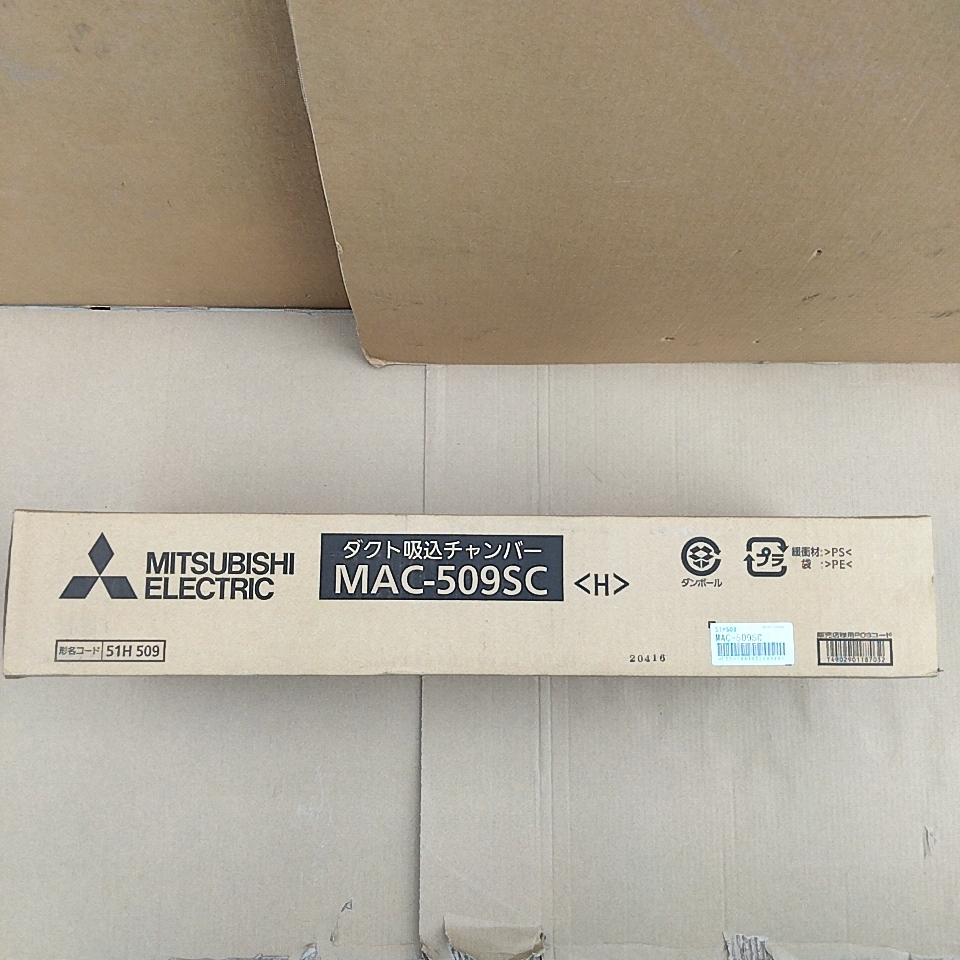 MITSUBISHI
ELECTRIC
ダクト吸込チャンバー
MAC-509SC
<H>
ダンボール
プラ
緩衝材:>PS<
袋 :>PE<
形名コード 51H 509
20416
51H509
MAC-509SC
販売店様用POSコード
T4902901187032